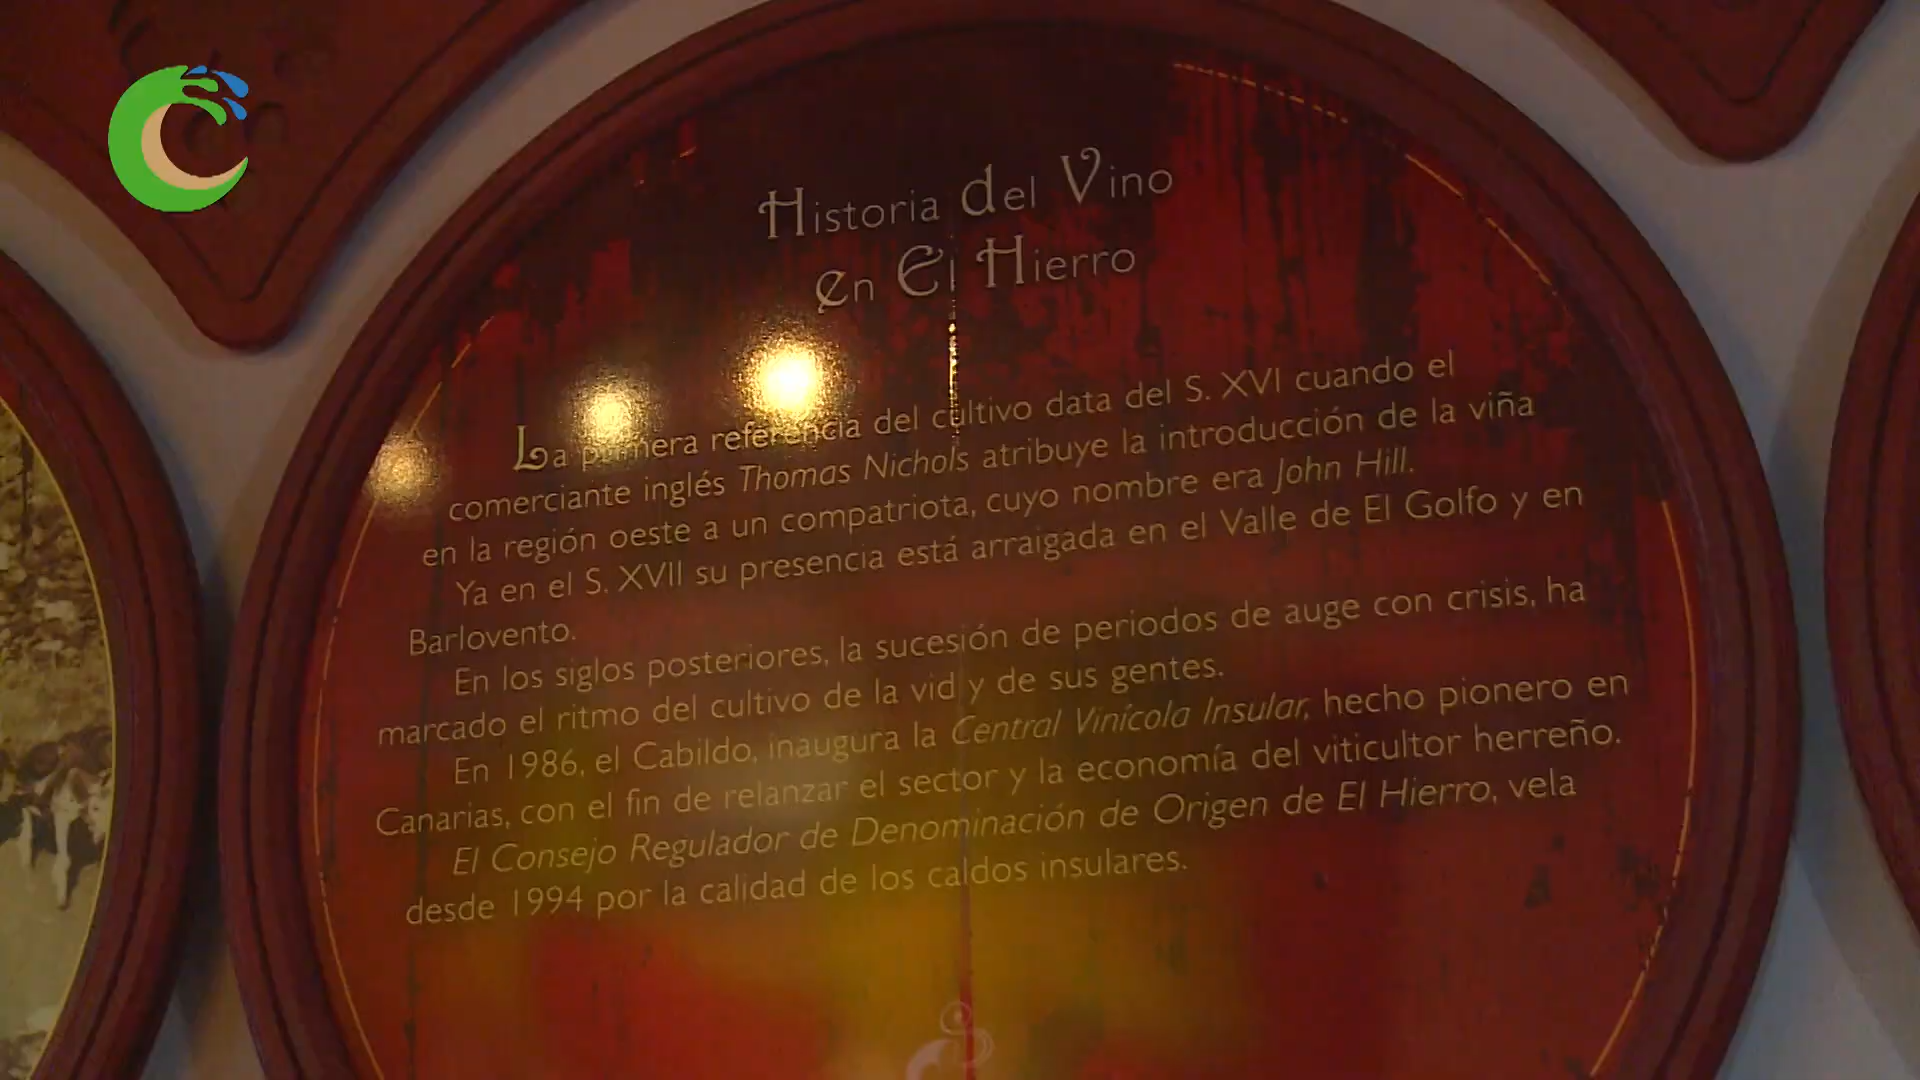 Historia del Vino
en El Hierro
La primera referencia del cultivo data del S. XVI cuando el
comerciante inglés Thomas Nichols atribuye la introducción de la viña
en la región oeste a un compatriota, cuyo nombre era John Hill.
Ya en el S. XVII su presencia está arraigada en el Valle de El Golfo y en
Barlovento.
En los siglos posteriores, la sucesión de periodos de auge con crisis, ha
marcado el ritmo del cultivo de la vid y de sus gentes.
En 1986, el Cabildo, inaugura la Central Vinícola Insular, hecho pionero en
Canarias, con el fin de relanzar el sector y la economía del viticultor herreño.
El Consejo Regulador de Denominación de Origen de El Hierro, vela
desde 1994 por la calidad de los caldos insulares.